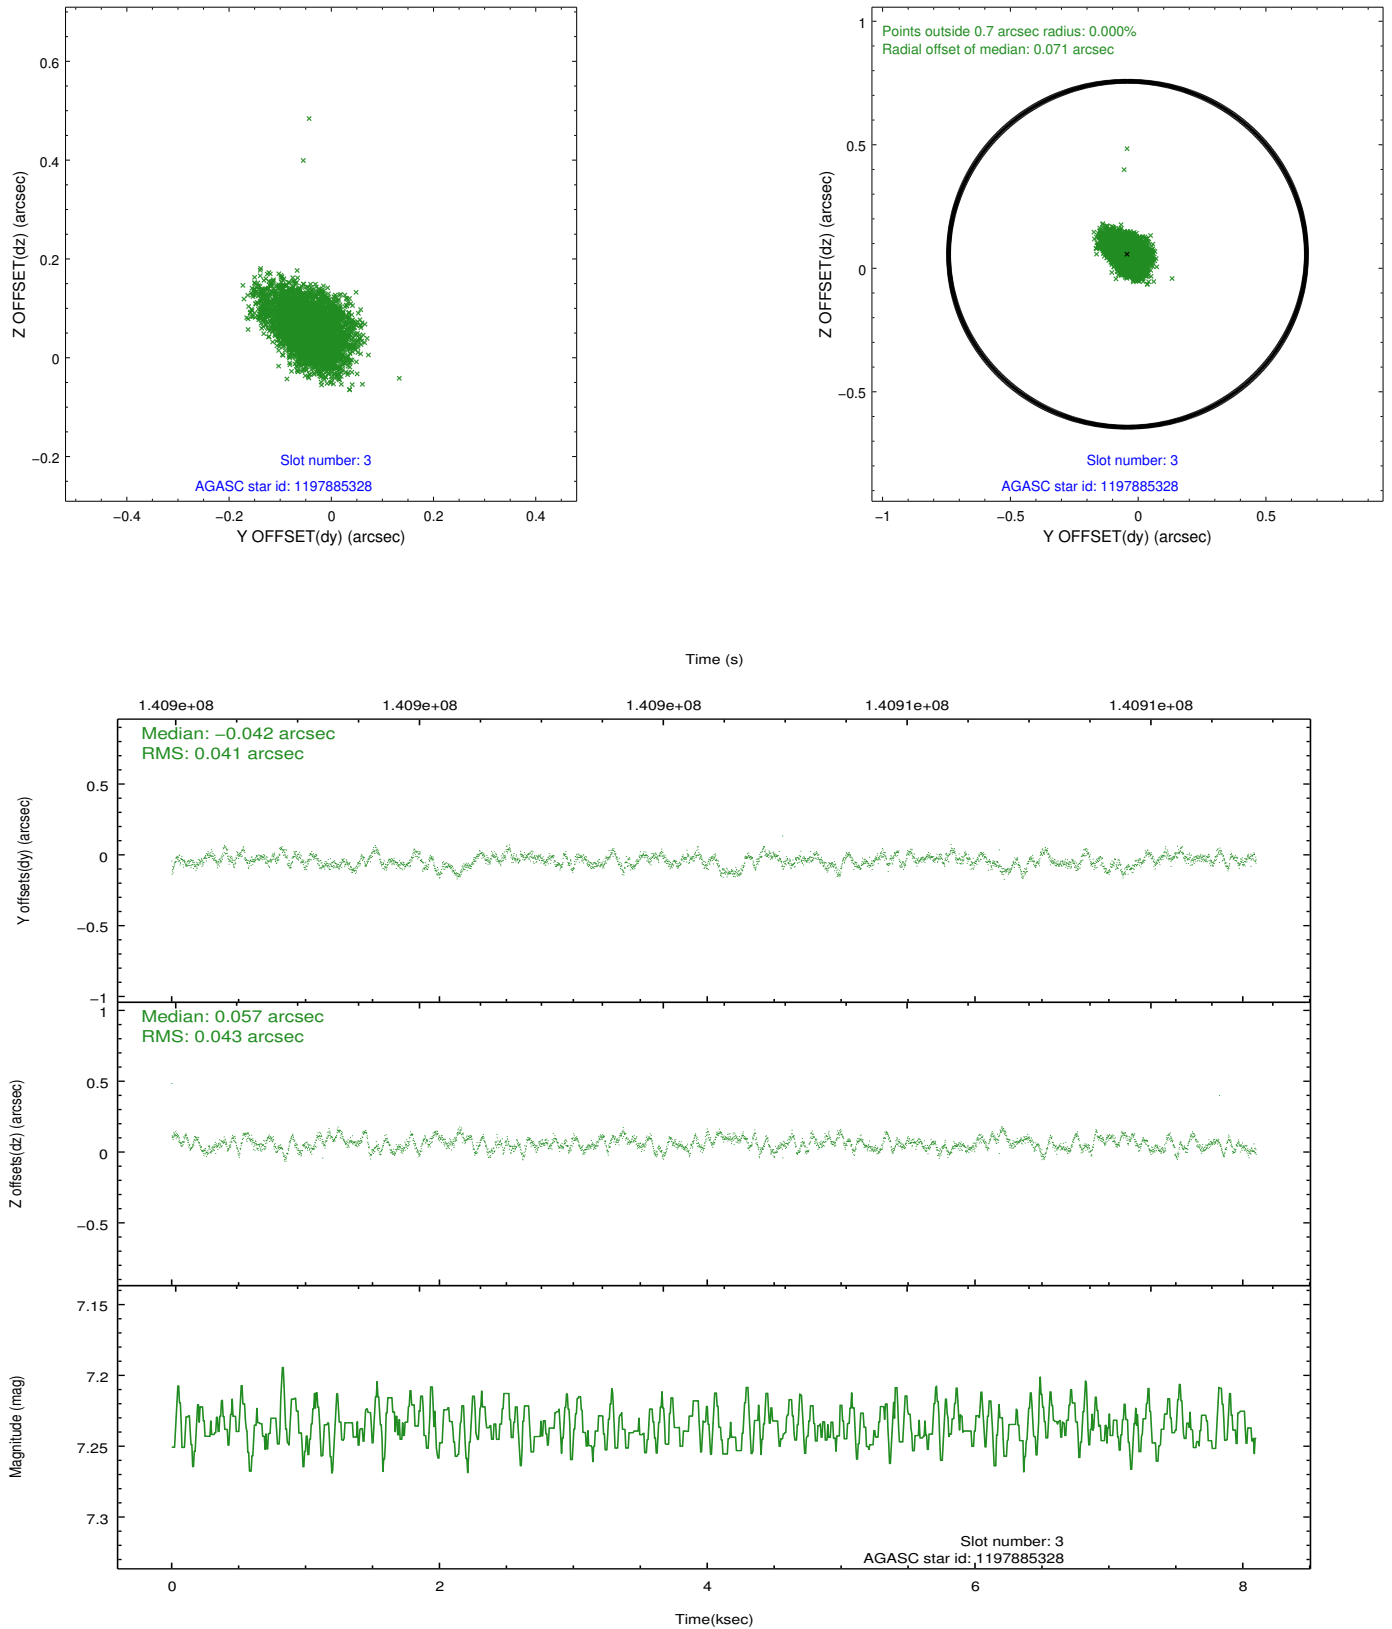 0.6
0.4
0.2
0
−0.2
Z OFFSET(dz) (arcsec)
Slot number: 3
AGASC star id: 1197885328
−0.4 −0.2 0 0.2 0.4
Y OFFSET(dy) (arcsec)
Points outside 0.7 arcsec radius: 0.000%
Radial offset of median: 0.071 arcsec
1
0.5
0
−0.5
Z OFFSET(dz) (arcsec)
Slot number: 3
AGASC star id: 1197885328
−1 −0.5 0 0.5
Y OFFSET(dy) (arcsec)
Time (s)
1.409e+08 1.409e+08 1.409e+08 1.4091e+08 1.4091e+08
Median: −0.042 arcsec
RMS: 0.041 arcsec
0.5
0
−0.5
−1
Y offsets(dy) (arcsec)
Median: 0.057 arcsec
RMS: 0.043 arcsec
1
0.5
0
−0.5
Z offsets(dz) (arcsec)
7.15
7.2
7.25
7.3
Magnitude (mag)
Slot number: 3
AGASC star id: 1197885328
0 2 4 6 8
Time(ksec)